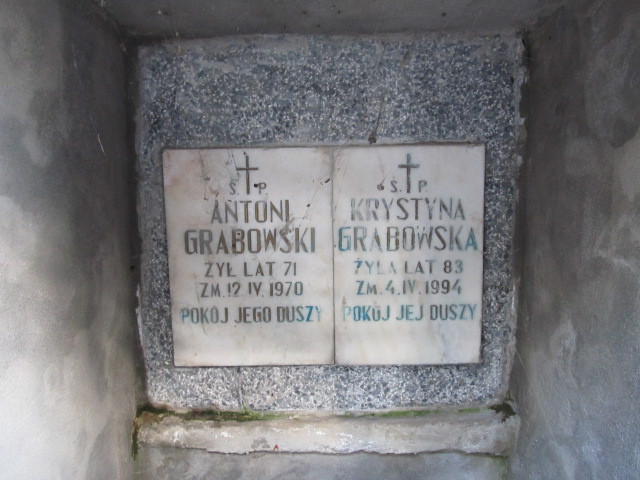 Ś.P.
ANTONI
GRABOWSKI
ŻYŁ LAT 71
ZM. 12 IV. 1970
POKÓJ JEGO DUSZY
Ś.P.
KRYSTYNA
GRABOWSKA
ŻYŁA LAT 83
ZM. 4. IV. 1994
POKÓJ JEJ DUSZY